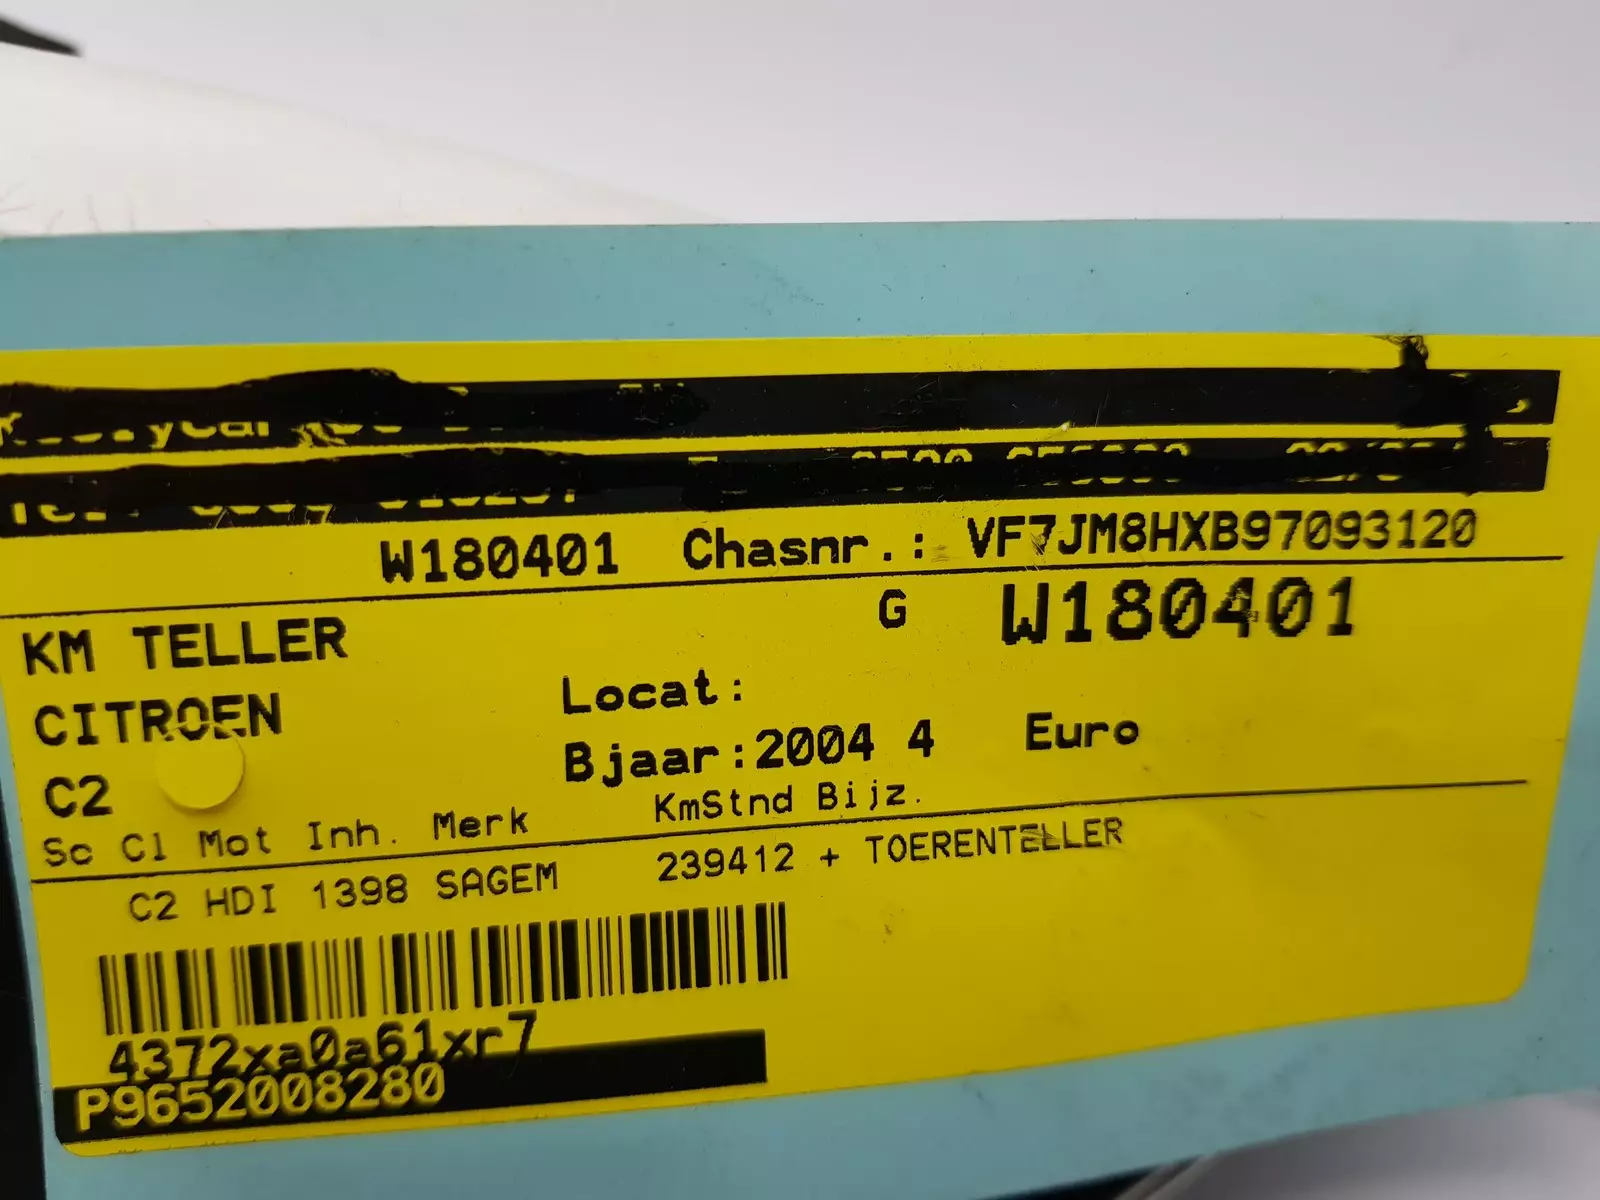 W180401 Chasnr.: VF7JM8HXB97093120
G W180401
KM TELLER
CITROEN Locat:
C2 Bjaar:2004 4 Euro
Sc Cl Mot Inh. Merk KmStnd Bijz.
C2 HDI 1398 SAGEM 239412 + TOERENTELLER
4372xa0a61xr7
P9652008280